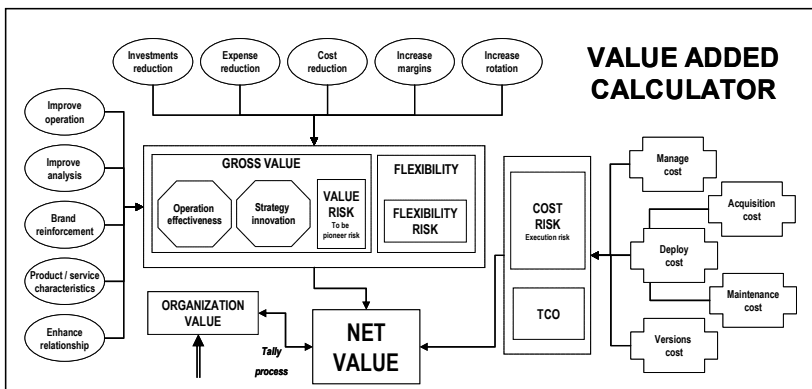 VALUE ADDED
CALCULATOR
Investments
reduction
Expense
reduction
Cost
reduction
Increase
margins
Increase
rotation
Improve
operation
Improve
analysis
Brand
reinforcement
Product / service
characteristics
Enhance
relationship
GROSS VALUE
Operation
effectiveness
Strategy
innovation
VALUE
RISK
To be
pioneer risk
FLEXIBILITY
FLEXIBILITY
RISK
COST
RISK
Execution risk
TCO
Manage
cost
Acquisition
cost
Deploy
cost
Maintenance
cost
Versions
cost
ORGANIZATION
VALUE
Tally
process
NET
VALUE